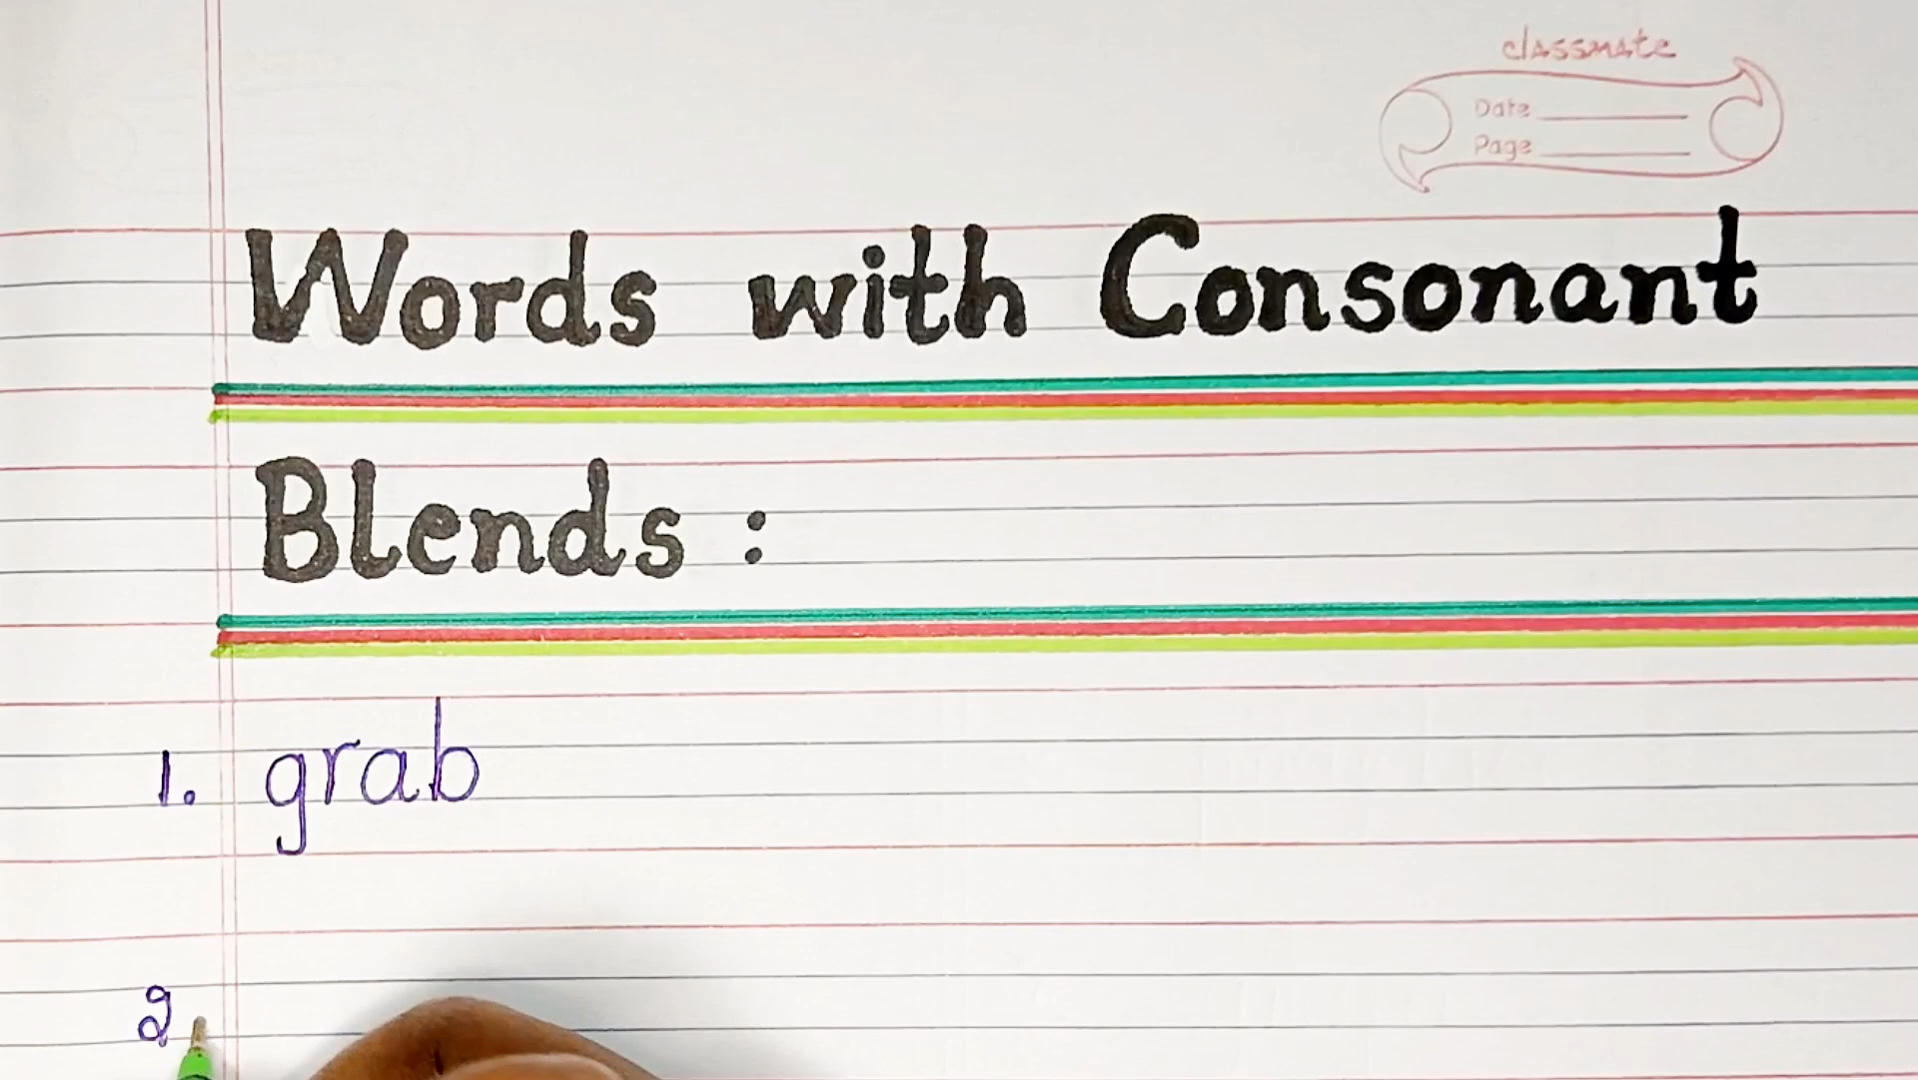 classmate
Date
Page
Words with Consonant
Blends :
1. grab
2.